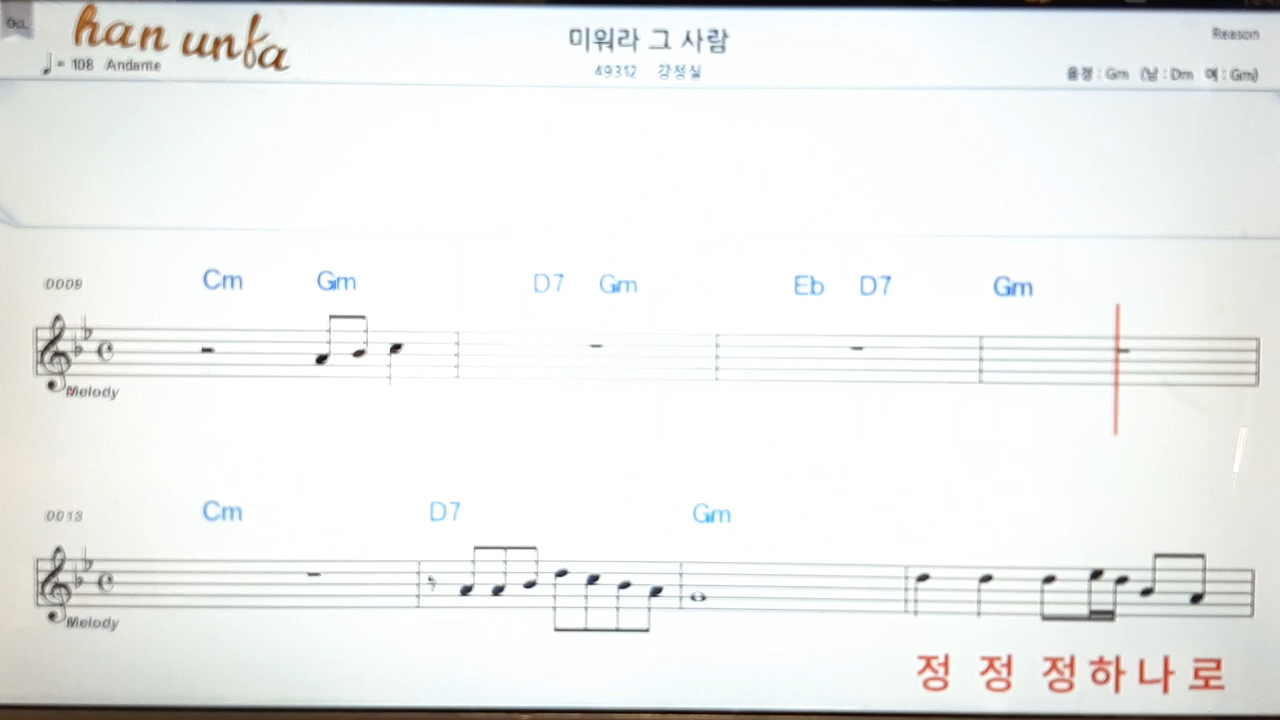 Oct.
han unfa
미워라 그 사람
Reason
= 108 Andante
49312 강정실
음정 : Gm (남 : Dm 여 : Gm)
0009 Cm Gm D7 Gm Eb D7 Gm
Melody
0013 Cm D7 Gm
Melody
정 정 정 하 나 로